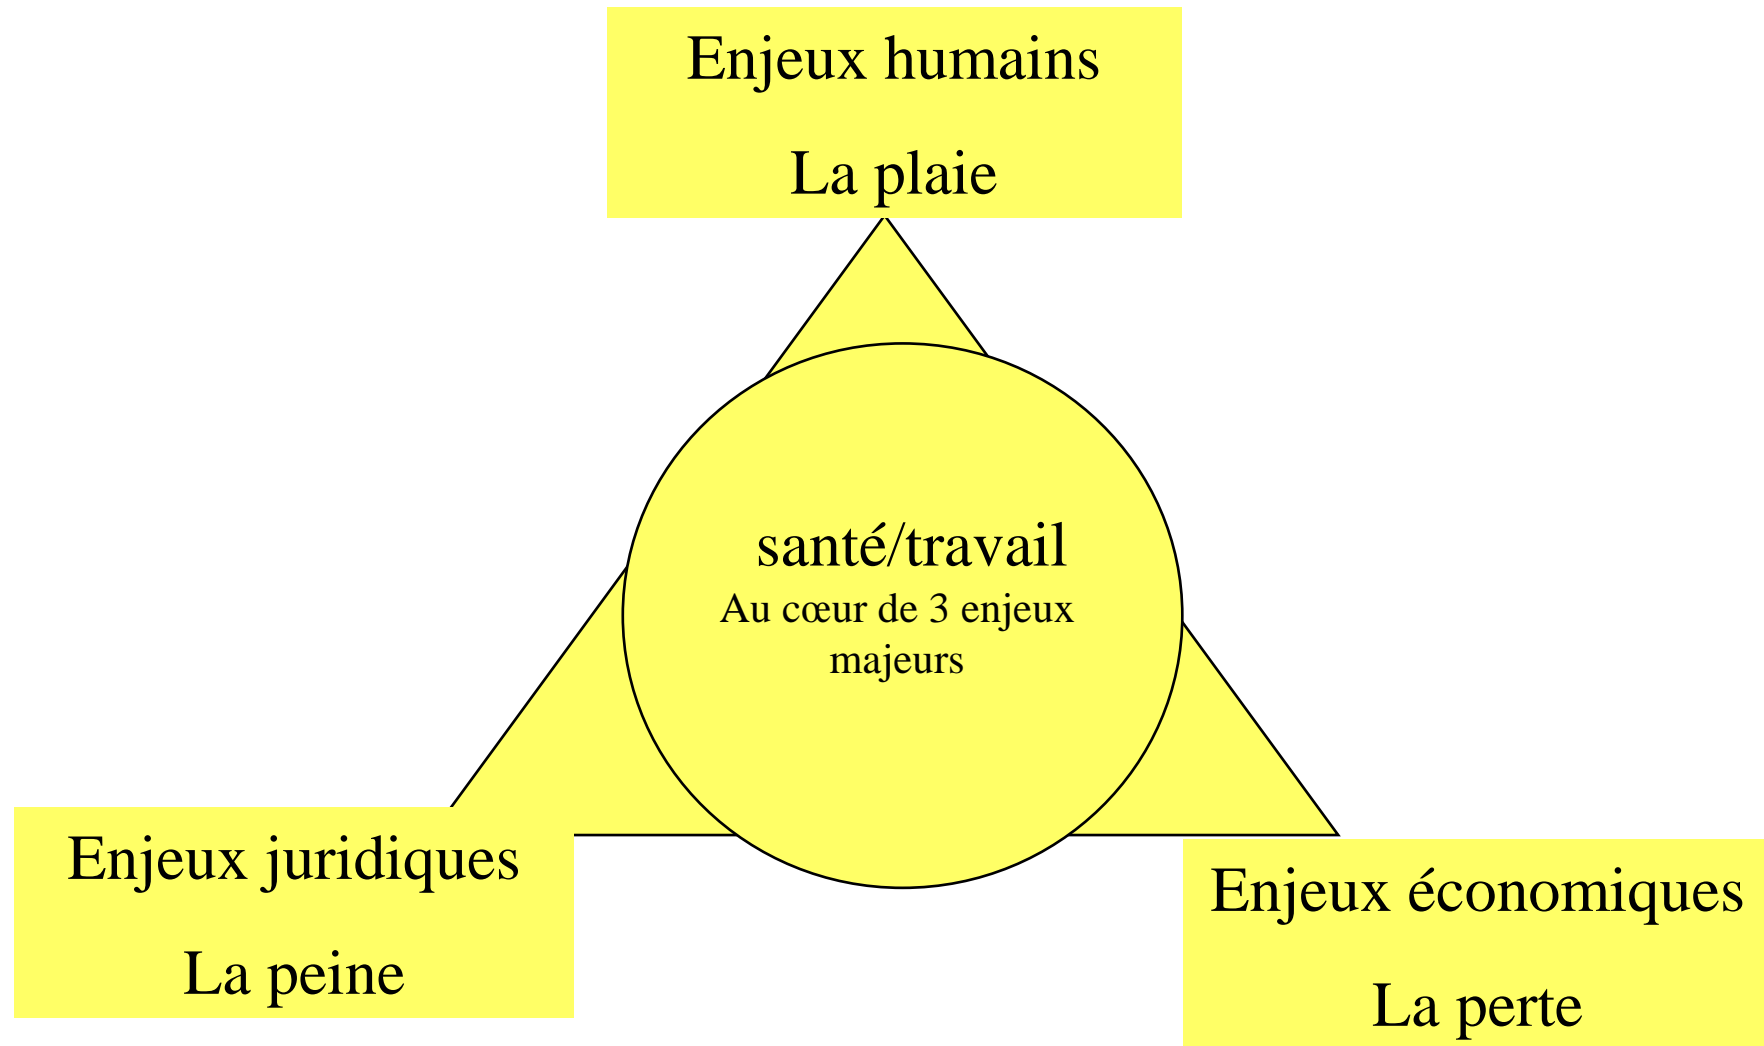 Enjeux humains
La plaie
santé/travail
Au cœur de 3 enjeux
majeurs
Enjeux juridiques
La peine
Enjeux économiques
La perte